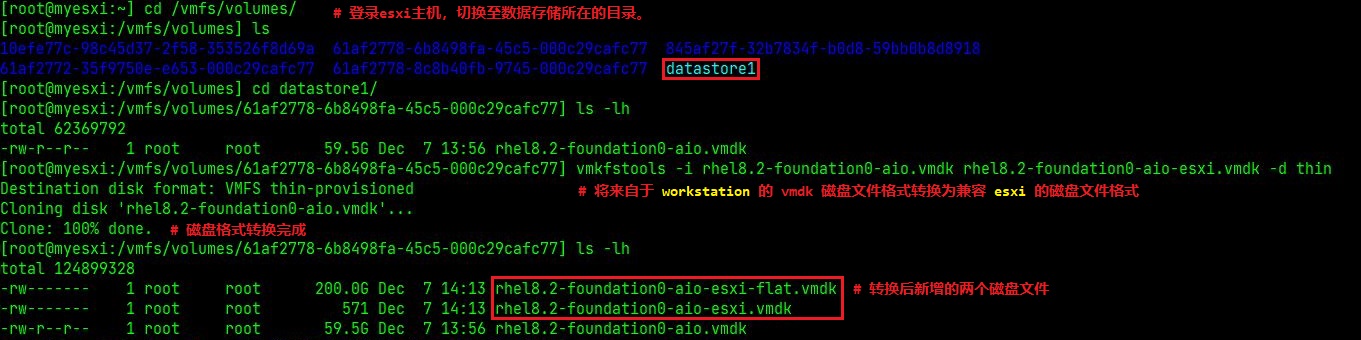 [root@myesxi:~] cd /vmfs/volumes/ # 登录esxi主机，切换至数据存储所在的目录。
[root@myesxi:/vmfs/volumes] ls
10efe77c-98c45d37-2f58-353526f8d69a 61af2778-6b8498fa-45c5-000c29cafc77 845af27f-32b7834f-b0d8-59bb0b8d8918
61af2772-35f9750e-e653-000c29cafc77 61af2778-8c8b40fb-9745-000c29cafc77 datastore1
[root@myesxi:/vmfs/volumes] cd datastore1/
[root@myesxi:/vmfs/volumes/61af2778-6b8498fa-45c5-000c29cafc77] ls -lh
total 62369792
-rw-r--r-- 1 root root 59.5G Dec 7 13:56 rhel8.2-foundation0-aio.vmdk
[root@myesxi:/vmfs/volumes/61af2778-6b8498fa-45c5-000c29cafc77] vmkfstools -i rhel8.2-foundation0-aio.vmdk rhel8.2-foundation0-aio-esxi.vmdk -d thin
Destination disk format: VMFS thin-provisioned # 将来自于 workstation 的 vmdk 磁盘文件格式转换为兼容 esxi 的磁盘文件格式
Cloning disk 'rhel8.2-foundation0-aio.vmdk'...
Clone: 100% done. # 磁盘格式转换完成
[root@myesxi:/vmfs/volumes/61af2778-6b8498fa-45c5-000c29cafc77] ls -lh
total 124899328
-rw------- 1 root root 200.0G Dec 7 14:13 rhel8.2-foundation0-aio-esxi-flat.vmdk # 转换后新增的两个磁盘文件
-rw------- 1 root root 571 Dec 7 14:13 rhel8.2-foundation0-aio-esxi.vmdk
-rw-r--r-- 1 root root 59.5G Dec 7 13:56 rhel8.2-foundation0-aio.vmdk